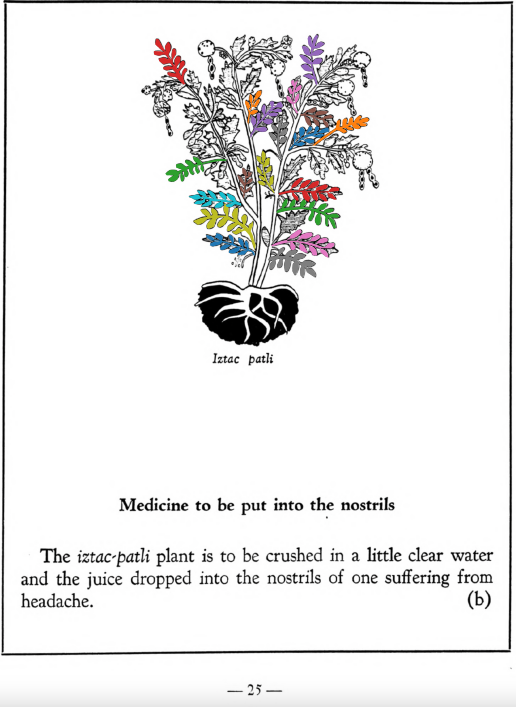 Iztac patli
Medicine to be put into the nostrils
The iztac-patli plant is to be crushed in a little clear water
and the juice dropped into the nostrils of one suffering from
headache. (b)
— 25 —